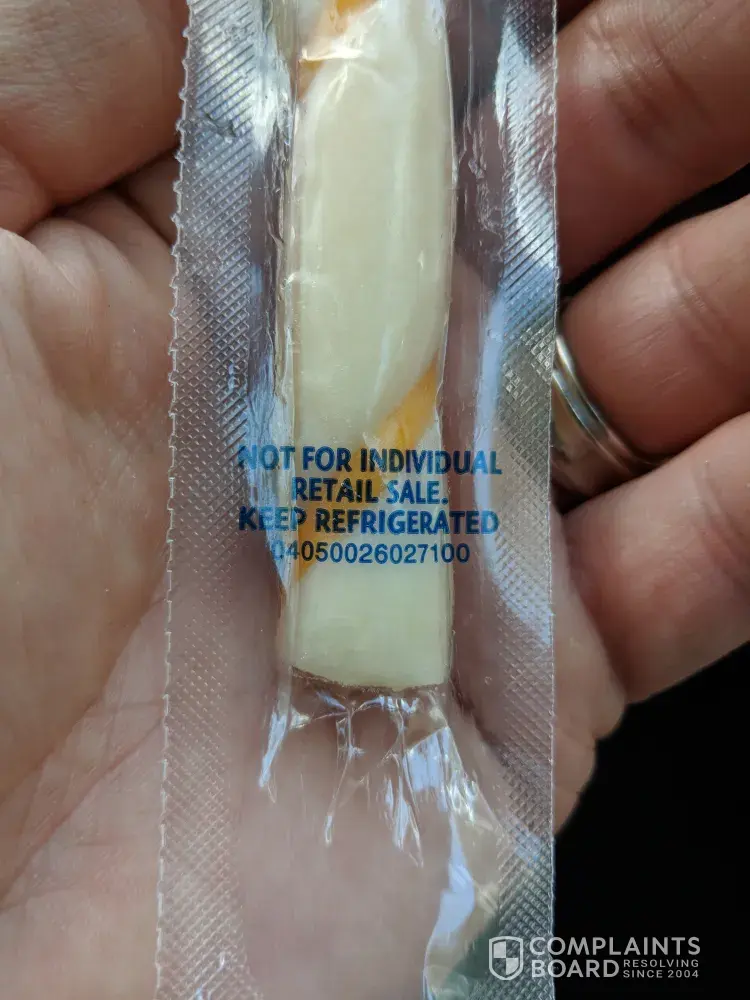 NOT FOR INDIVIDUAL
RETAIL SALE.
KEEP REFRIGERATED
04050026027100
COMPLAINTS
BOARD RESOLVING
SINCE 2004